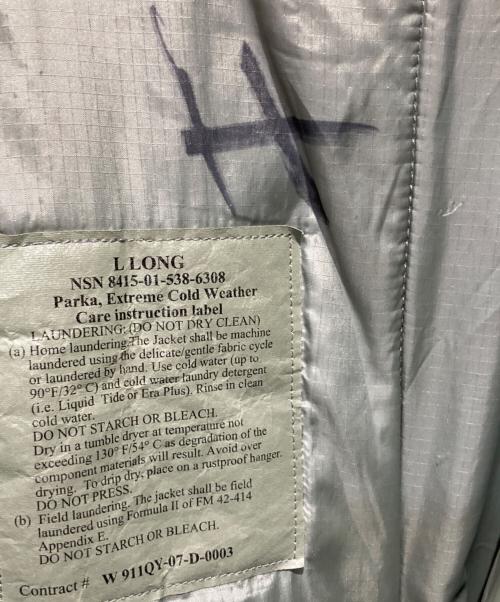 H
L LONG
NSN 8415-01-538-6308
Parka, Extreme Cold Weather
Care instruction label
LAUNDERING: (DO NOT DRY CLEAN)
(a) Home laundering.The Jacket shall be machine
laundered using the delicate/gentle fabric cycle
or laundered by hand. Use cold water (up to
90°F/32° C) and cold water laundry detergent
(i.e. Liquid Tide or Era Plus). Rinse in clean
cold water.
DO NOT STARCH OR BLEACH.
Dry in a tumble dryer at temperature not
exceeding 130° F/54° C as degradation of the
component materials will result. Avoid over
drying. To drip dry, place on a rustproof hanger.
DO NOT PRESS.
(b) Field laundering. The jacket shall be field
laundered using Formula II of FM 42-414
Appendix E.
DO NOT STARCH OR BLEACH.
Contract # W 911QY-07-D-0003